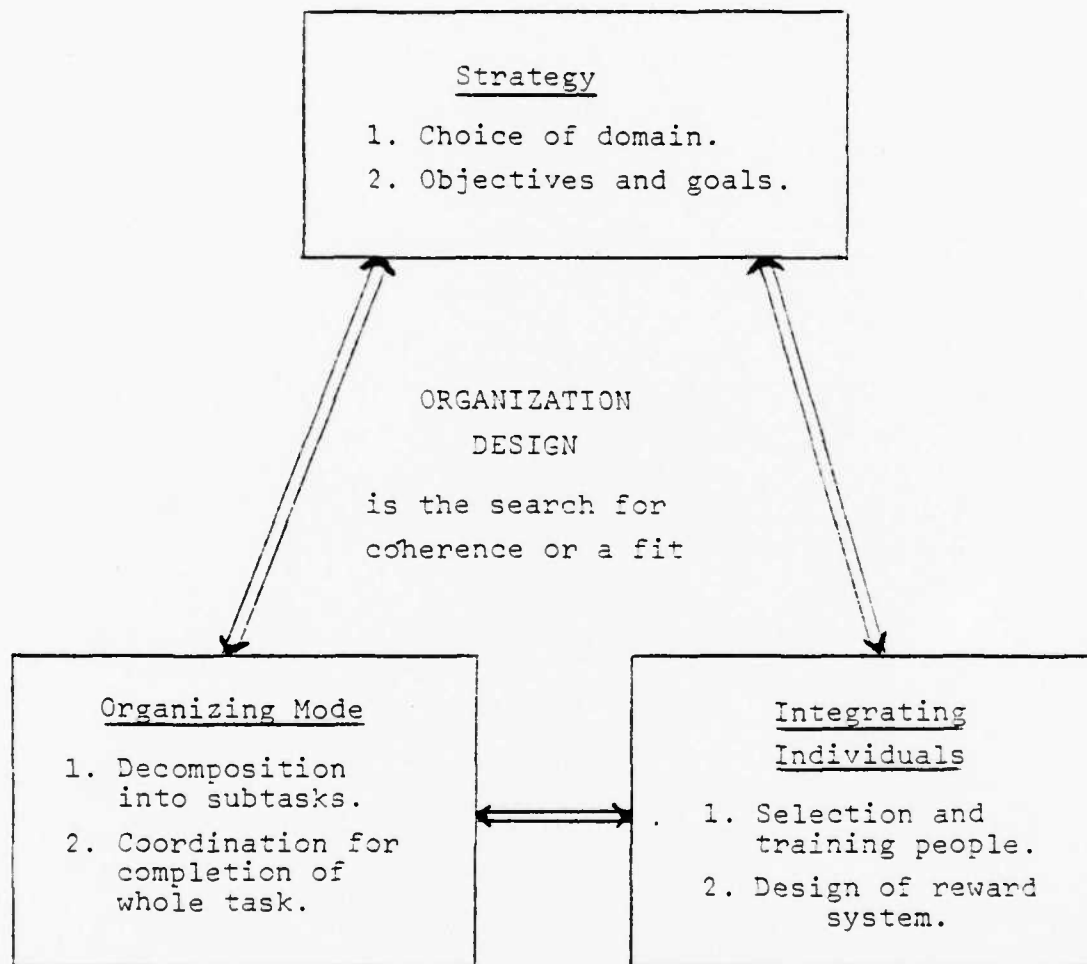 Strategy
1. Choice of domain.
2. Objectives and goals.
ORGANIZATION
DESIGN
is the search for
coherence or a fit
Organizing Mode
1. Decomposition
into subtasks.
2. Coordination for
completion of
whole task.
Integrating
Individuals
1. Selection and
training people.
2. Design of reward
system.